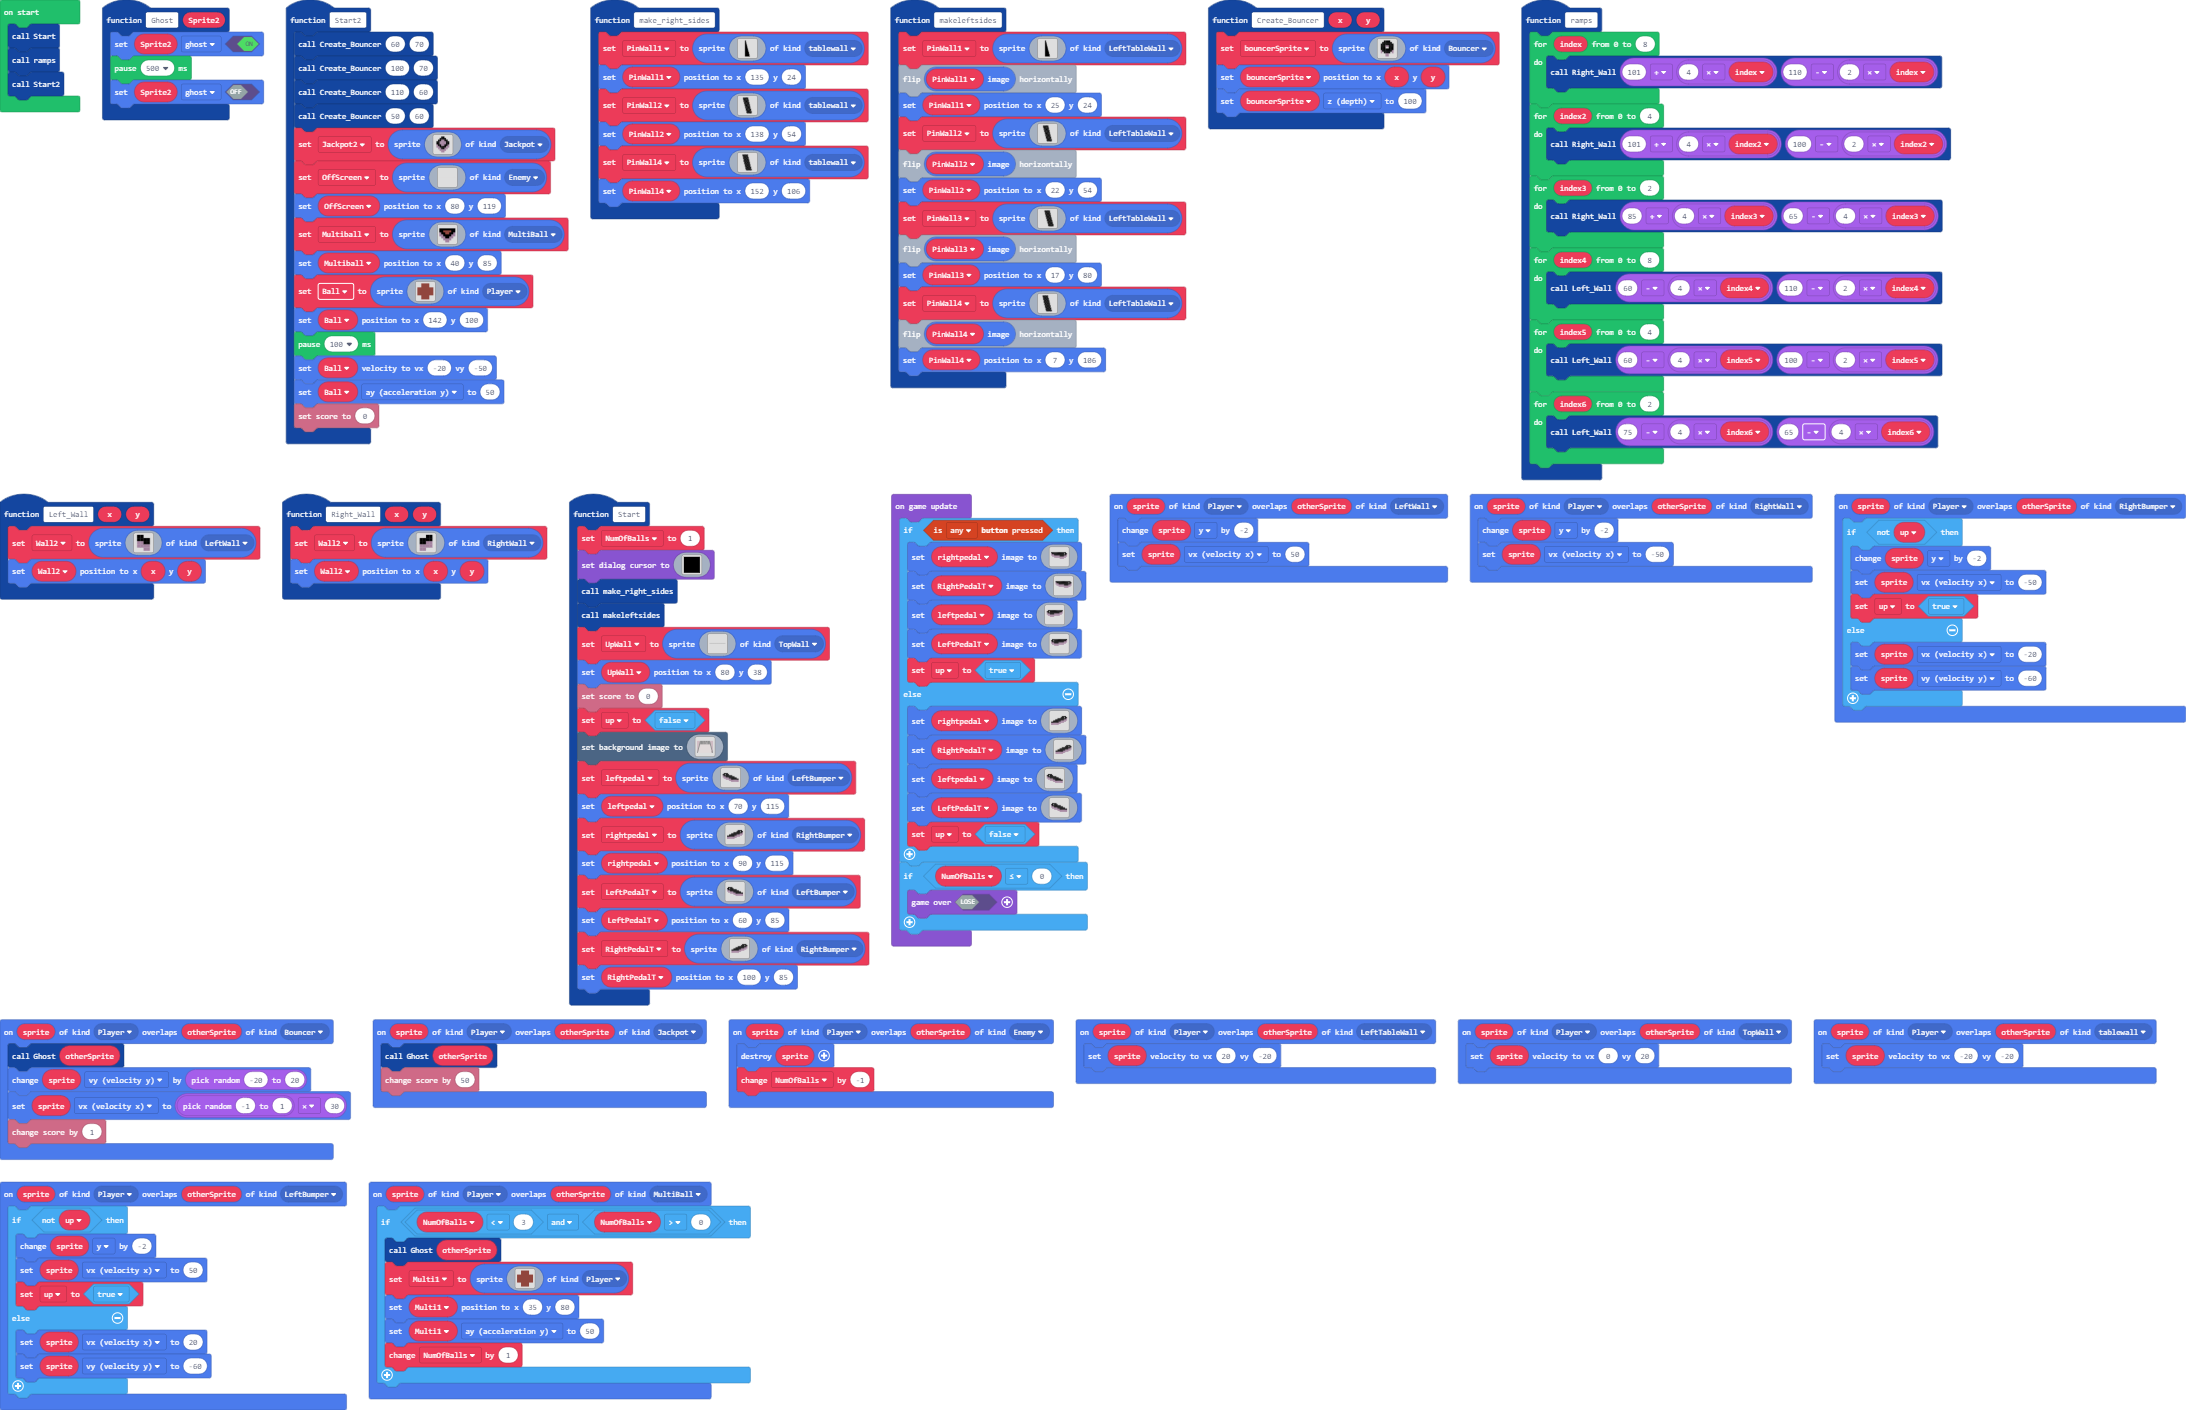 on start
call Start
call ramps
call Start2
function Ghost Sprite2
set Sprite2 ghost ON
pause 500 ms
set Sprite2 ghost OFF
function Start2
call Create_Bouncer 60 70
call Create_Bouncer 100 70
call Create_Bouncer 110 60
call Create_Bouncer 50 60
set Jackpot2 to sprite of kind Jackpot
set OffScreen to sprite of kind Enemy
set OffScreen position to x 80 y 119
set Multiball to sprite of kind MultiBall
set Multiball position to x 40 y 85
set Ball to sprite of kind Player
set Ball position to x 142 y 100
pause 100 ms
set Ball velocity to vx -20 vy -50
set Ball ay (acceleration y) to 50
set score to 0
function make_right_sides
set PinWall1 to sprite of kind tablewall
set PinWall1 position to x 135 y 24
set PinWall2 to sprite of kind tablewall
set PinWall2 position to x 138 y 54
set PinWall4 to sprite of kind tablewall
set PinWall4 position to x 152 y 106
function makeleftsides
set PinWall1 to sprite of kind LeftTableWall
flip PinWall1 image horizontally
set PinWall1 position to x 25 y 24
set PinWall2 to sprite of kind LeftTableWall
flip PinWall2 image horizontally
set PinWall2 position to x 22 y 54
set PinWall3 to sprite of kind LeftTableWall
flip PinWall3 image horizontally
set PinWall3 position to x 17 y 80
set PinWall4 to sprite of kind LeftTableWall
flip PinWall4 image horizontally
set PinWall4 position to x 7 y 106
function Create_Bouncer x y
set bouncerSprite to sprite of kind Bouncer
set bouncerSprite position to x x y y
set bouncerSprite z (depth) to 100
function ramps
for index from 0 to 8
do call Right_Wall 101 + 4 × index 110 - 2 × index
for index2 from 0 to 4
do call Right_Wall 101 + 4 × index2 100 - 2 × index2
for index3 from 0 to 2
do call Right_Wall 85 + 4 × index3 65 - 4 × index3
for index4 from 0 to 8
do call Left_Wall 60 - 4 × index4 110 - 2 × index4
for index5 from 0 to 4
do call Left_Wall 60 - 4 × index5 100 - 2 × index5
for index6 from 0 to 2
do call Left_Wall 75 - 4 × index6 65 - 4 × index6
function Left_Wall x y
set Wall2 to sprite of kind LeftWall
set Wall2 position to x x y y
function Right_Wall x y
set Wall2 to sprite of kind RightWall
set Wall2 position to x x y y
function Start
set NumOfBalls to 1
set dialog cursor to
call make_right_sides
call makeleftsides
set UpWall to sprite of kind TopWall
set UpWall position to x 80 y 38
set score to 0
set up to false
set background image to
set leftpedal to sprite of kind LeftBumper
set leftpedal position to x 70 y 115
set rightpedal to sprite of kind RightBumper
set rightpedal position to x 90 y 115
set LeftPedalT to sprite of kind LeftBumper
set LeftPedalT position to x 60 y 85
set RightPedalT to sprite of kind RightBumper
set RightPedalT position to x 100 y 85
on game update
if is any button pressed then
set rightpedal image to
set RightPedalT image to
set leftpedal image to
set LeftPedalT image to
set up to true
else
set rightpedal image to
set RightPedalT image to
set leftpedal image to
set LeftPedalT image to
set up to false
if NumOfBalls ≤ 0 then
game over LOSE
on sprite of kind Player overlaps otherSprite of kind LeftWall
change sprite y by -2
set sprite vx (velocity x) to 50
on sprite of kind Player overlaps otherSprite of kind RightWall
change sprite y by -2
set sprite vx (velocity x) to -50
on sprite of kind Player overlaps otherSprite of kind RightBumper
if not up then
change sprite y by -2
set sprite vx (velocity x) to -50
set up to true
else
set sprite vx (velocity x) to -20
set sprite vy (velocity y) to -60
on sprite of kind Player overlaps otherSprite of kind Bouncer
call Ghost otherSprite
change sprite vy (velocity y) by pick random -20 to 20
set sprite vx (velocity x) to pick random -1 to 1 × 30
change score by 1
on sprite of kind Player overlaps otherSprite of kind Jackpot
call Ghost otherSprite
change score by 50
on sprite of kind Player overlaps otherSprite of kind Enemy
destroy sprite
change NumOfBalls by -1
on sprite of kind Player overlaps otherSprite of kind LeftTableWall
set sprite velocity to vx 20 vy -20
on sprite of kind Player overlaps otherSprite of kind TopWall
set sprite velocity to vx 0 vy 20
on sprite of kind Player overlaps otherSprite of kind tablewall
set sprite velocity to vx -20 vy -20
on sprite of kind Player overlaps otherSprite of kind LeftBumper
if not up then
change sprite y by -2
set sprite vx (velocity x) to 50
set up to true
else
set sprite vx (velocity x) to 20
set sprite vy (velocity y) to -60
on sprite of kind Player overlaps otherSprite of kind MultiBall
if NumOfBalls < 3 and NumOfBalls > 0 then
call Ghost otherSprite
set Multi1 to sprite of kind Player
set Multi1 position to x 35 y 80
set Multi1 ay (acceleration y) to 50
change NumOfBalls by 1